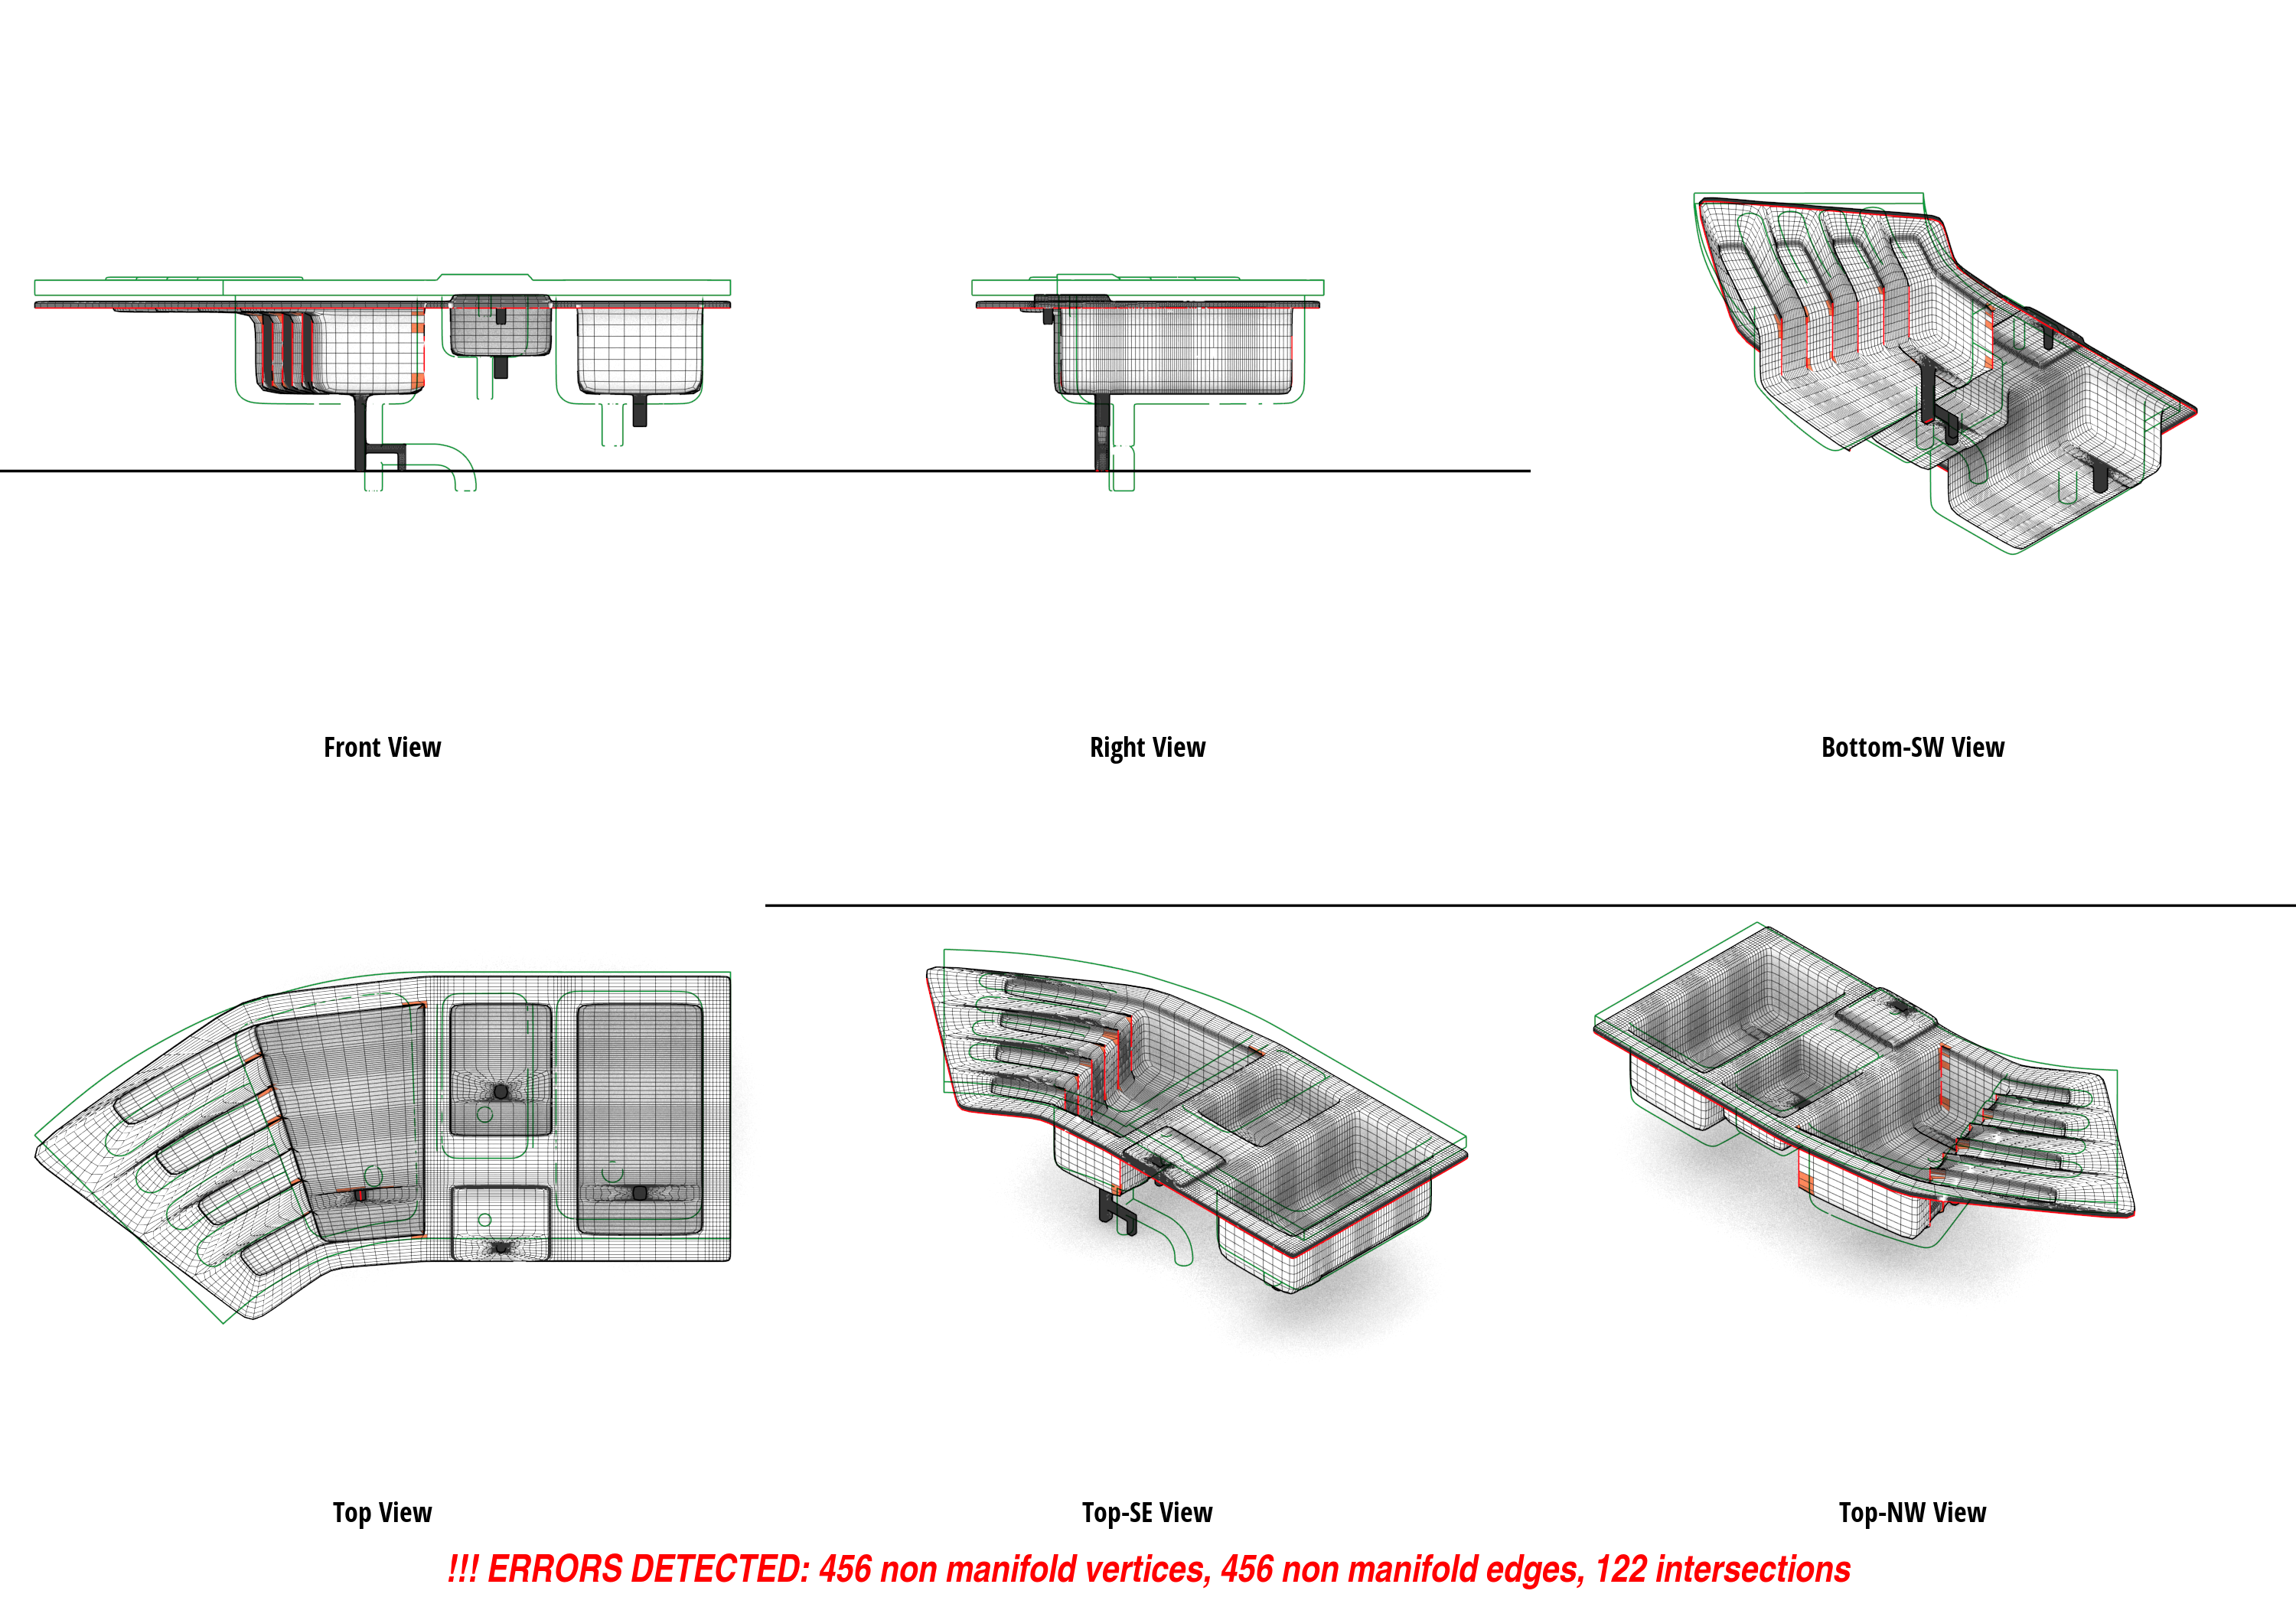 Front View
Right View
Bottom-SW View
Top View
Top-SE View
Top-NW View
!!! ERRORS DETECTED: 456 non manifold vertices, 456 non manifold edges, 122 intersections